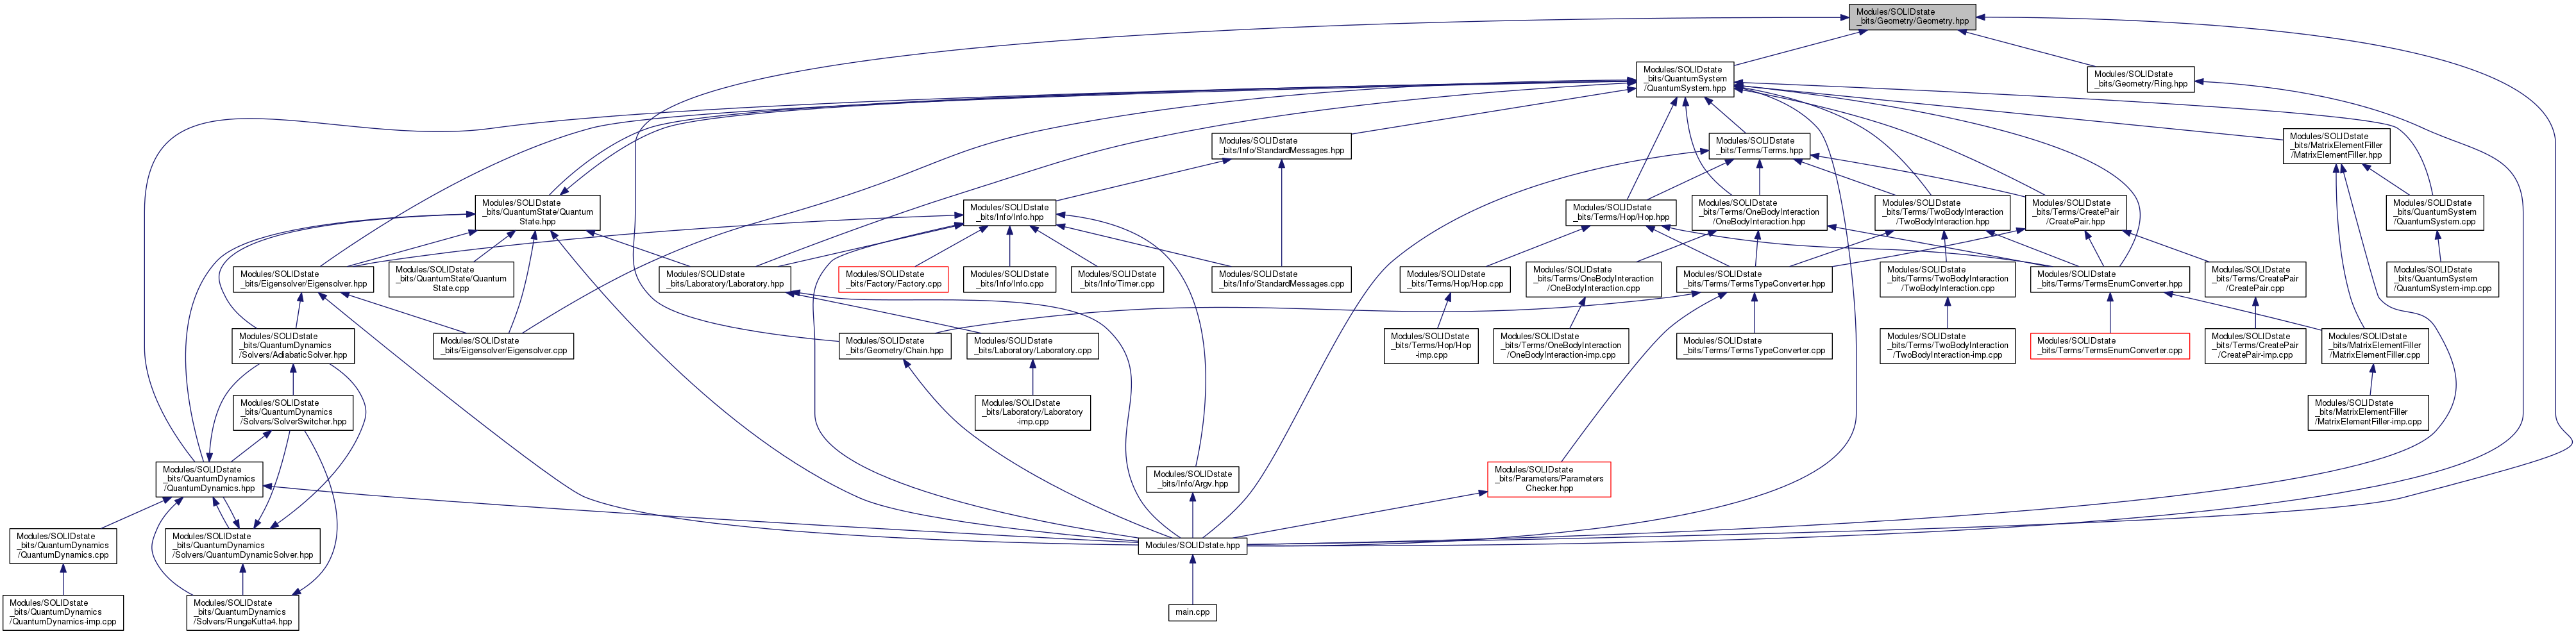 Modules/SOLIDstate
_bits/Geometry/Geometry.hpp
Modules/SOLIDstate
_bits/QuantumSystem
/QuantumSystem.hpp
Modules/SOLIDstate
_bits/Geometry/Ring.hpp
Modules/SOLIDstate
_bits/Info/StandardMessages.hpp
Modules/SOLIDstate
_bits/Terms/Terms.hpp
Modules/SOLIDstate
_bits/MatrixElementFiller
/MatrixElementFiller.hpp
Modules/SOLIDstate
_bits/QuantumState/Quantum
State.hpp
Modules/SOLIDstate
_bits/Info/Info.hpp
Modules/SOLIDstate
_bits/Terms/Hop/Hop.hpp
Modules/SOLIDstate
_bits/Terms/OneBodyInteraction
/OneBodyInteraction.hpp
Modules/SOLIDstate
_bits/Terms/TwoBodyInteraction
/TwoBodyInteraction.hpp
Modules/SOLIDstate
_bits/Terms/CreatePair
/CreatePair.hpp
Modules/SOLIDstate
_bits/QuantumSystem
/QuantumSystem.cpp
Modules/SOLIDstate
_bits/Eigensolver/Eigensolver.hpp
Modules/SOLIDstate
_bits/QuantumState/Quantum
State.cpp
Modules/SOLIDstate
_bits/Laboratory/Laboratory.hpp
Modules/SOLIDstate
_bits/Factory/Factory.cpp
Modules/SOLIDstate
_bits/Info/Info.cpp
Modules/SOLIDstate
_bits/Info/Timer.cpp
Modules/SOLIDstate
_bits/Info/StandardMessages.cpp
Modules/SOLIDstate
_bits/Terms/Hop/Hop.cpp
Modules/SOLIDstate
_bits/Terms/OneBodyInteraction
/OneBodyInteraction.cpp
Modules/SOLIDstate
_bits/Terms/TermsTypeConverter.hpp
Modules/SOLIDstate
_bits/Terms/TwoBodyInteraction
/TwoBodyInteraction.cpp
Modules/SOLIDstate
_bits/Terms/TermsEnumConverter.hpp
Modules/SOLIDstate
_bits/Terms/CreatePair
/CreatePair.cpp
Modules/SOLIDstate
_bits/QuantumSystem
/QuantumSystem-imp.cpp
Modules/SOLIDstate
_bits/QuantumDynamics
/Solvers/AdiabaticSolver.hpp
Modules/SOLIDstate
_bits/Eigensolver/Eigensolver.cpp
Modules/SOLIDstate
_bits/Geometry/Chain.hpp
Modules/SOLIDstate
_bits/Laboratory/Laboratory.cpp
Modules/SOLIDstate
_bits/Terms/Hop/Hop
-imp.cpp
Modules/SOLIDstate
_bits/Terms/OneBodyInteraction
/OneBodyInteraction-imp.cpp
Modules/SOLIDstate
_bits/Terms/TermsTypeConverter.cpp
Modules/SOLIDstate
_bits/Terms/TwoBodyInteraction
/TwoBodyInteraction-imp.cpp
Modules/SOLIDstate
_bits/Terms/TermsEnumConverter.cpp
Modules/SOLIDstate
_bits/Terms/CreatePair
/CreatePair-imp.cpp
Modules/SOLIDstate
_bits/MatrixElementFiller
/MatrixElementFiller.cpp
Modules/SOLIDstate
_bits/QuantumDynamics
/Solvers/SolverSwitcher.hpp
Modules/SOLIDstate
_bits/Laboratory/Laboratory
-imp.cpp
Modules/SOLIDstate
_bits/MatrixElementFiller
/MatrixElementFiller-imp.cpp
Modules/SOLIDstate
_bits/QuantumDynamics
/QuantumDynamics.hpp
Modules/SOLIDstate
_bits/Info/Argv.hpp
Modules/SOLIDstate
_bits/Parameters/Parameters
Checker.hpp
Modules/SOLIDstate
_bits/QuantumDynamics
/QuantumDynamics.cpp
Modules/SOLIDstate
_bits/QuantumDynamics
/Solvers/QuantumDynamicSolver.hpp
Modules/SOLIDstate.hpp
Modules/SOLIDstate
_bits/QuantumDynamics
/QuantumDynamics-imp.cpp
Modules/SOLIDstate
_bits/QuantumDynamics
/Solvers/RungeKutta4.hpp
main.cpp